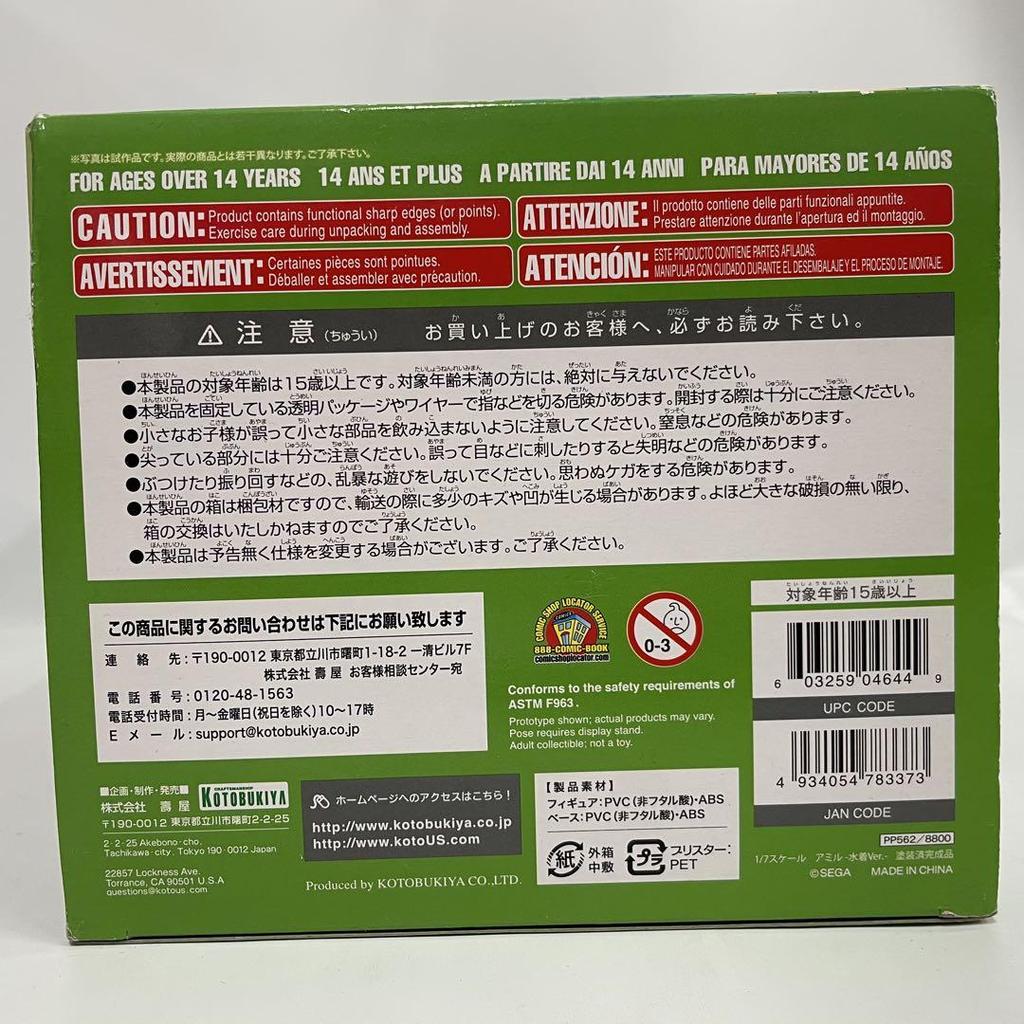 ※写真は試作品です。実際の商品とは若干異なります。ご了承下さい。
FOR AGES OVER 14 YEARS 14 ANS ET PLUS A PARTIRE DAI 14 ANNI PARA MAYORES DE 14 AÑOS
CAUTION: Product contains functional sharp edges (or points).
Exercise care during unpacking and assembly.
ATTENZIONE: Il prodotto contiene delle parti funzionali appuntite.
Prestare attenzione durante l'apertura ed il montaggio.
AVERTISSEMENT: Certaines pièces sont pointues.
Déballer et assembler avec précaution.
ATENCIÓN: ESTE PRODUCTO CONTIENE PARTES AFILADAS.
MANIPULAR CON CUIDADO DURANTE EL DESEMBALAJE Y EL PROCESO DE MONTAJE.
注意(ちゅうい) お買い上げのお客様へ、必ずお読み下さい。
●本製品の対象年齢は15歳以上です。対象年齢未満の方には、絶対に与えないでください。
●本製品を固定している透明パッケージやワイヤーで指などを切る危険があります。開封する際は十分にご注意ください。
●小さなお子様が誤って小さな部品を飲み込まないように注意してください。窒息などの危険があります。
●尖っている部分には十分ご注意ください。誤って目などに刺したりすると失明などの危険があります。
●ぶつけたり振り回すなどの、乱暴な遊びをしないでください。思わぬケガをする危険があります。
●本製品の箱は梱包材ですので、輸送の際に多少のキズや凹が生じる場合があります。よほど大きな破損の無い限り、
箱の交換はいたしかねますのでご了承ください。
●本製品は予告無く仕様を変更する場合がございます。ご了承ください。
この商品に関するお問い合わせは下記にお願い致します
連絡先:〒190-0012 東京都立川市曙町1-18-2 一清ビル7F
株式会社 壽屋 お客様相談センター宛
電話番号:0120-48-1563
電話受付時間:月〜金曜日(祝日を除く)10〜17時
Eメール:support@kotobukiya.co.jp
COMIC SHOP LOCATOR SERVICE
COMICS
888-COMIC-BOOK
comicshoplocator.com
0-3
Conforms to the safety requirements of
ASTM F963.
Prototype shown; actual products may vary.
Pose requires display stand.
Adult collectible; not a toy.
たいしょうねんれい さいいじょう
対象年齢15歳以上
6 03259 04644 9
UPC CODE
4 934054 783373
JAN CODE
■企画・制作・発売■
株式会社 壽屋
CRAFTSMANSHIP
KOTOBUKIYA
〒190-0012 東京都立川市曙町2-2-25
2-2-25 Akebono-cho,
Tachikawa-city, Tokyo 190-0012 Japan
22857 Lockness Ave.
Torrance, CA 90501 U.S.A
questions@kotous.com
ホームページへのアクセスはこちら!
http://www.kotobukiya.co.jp
http://www.kotoUS.com
Produced by KOTOBUKIYA CO.,LTD.
【製品素材】
フィギュア:PVC(非フタル酸)・ABS
ベース:PVC(非フタル酸)・ABS
紙 外箱
中敷
プラ ブリスター:
PET
PP562/8800
1/7スケール アミル -水着Ver.- 塗装済完成品
©SEGA MADE IN CHINA